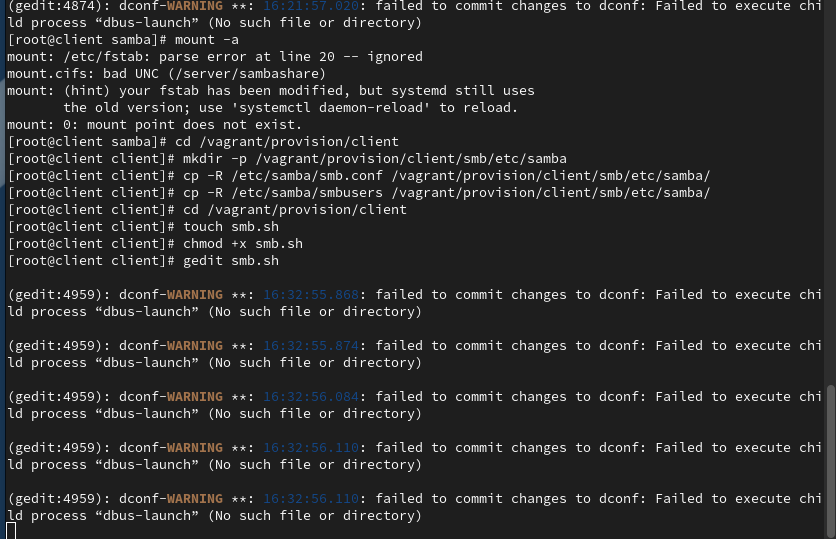 (gedit:4874): dconf-WARNING **: 16:21:57.020: failed to commit changes to dconf: Failed to execute chi
ld process “dbus-launch” (No such file or directory)
[root@client samba]# mount -a
mount: /etc/fstab: parse error at line 20 -- ignored
mount.cifs: bad UNC (/server/sambashare)
mount: (hint) your fstab has been modified, but systemd still uses
       the old version; use 'systemctl daemon-reload' to reload.
mount: 0: mount point does not exist.
[root@client samba]# cd /vagrant/provision/client
[root@client client]# mkdir -p /vagrant/provision/client/smb/etc/samba
[root@client client]# cp -R /etc/samba/smb.conf /vagrant/provision/client/smb/etc/samba/
[root@client client]# cp -R /etc/samba/smbusers /vagrant/provision/client/smb/etc/samba/
[root@client client]# cd /vagrant/provision/client
[root@client client]# touch smb.sh
[root@client client]# chmod +x smb.sh
[root@client client]# gedit smb.sh

(gedit:4959): dconf-WARNING **: 16:32:55.868: failed to commit changes to dconf: Failed to execute chi
ld process “dbus-launch” (No such file or directory)

(gedit:4959): dconf-WARNING **: 16:32:55.874: failed to commit changes to dconf: Failed to execute chi
ld process “dbus-launch” (No such file or directory)

(gedit:4959): dconf-WARNING **: 16:32:56.084: failed to commit changes to dconf: Failed to execute chi
ld process “dbus-launch” (No such file or directory)

(gedit:4959): dconf-WARNING **: 16:32:56.110: failed to commit changes to dconf: Failed to execute chi
ld process “dbus-launch” (No such file or directory)

(gedit:4959): dconf-WARNING **: 16:32:56.110: failed to commit changes to dconf: Failed to execute chi
ld process “dbus-launch” (No such file or directory)